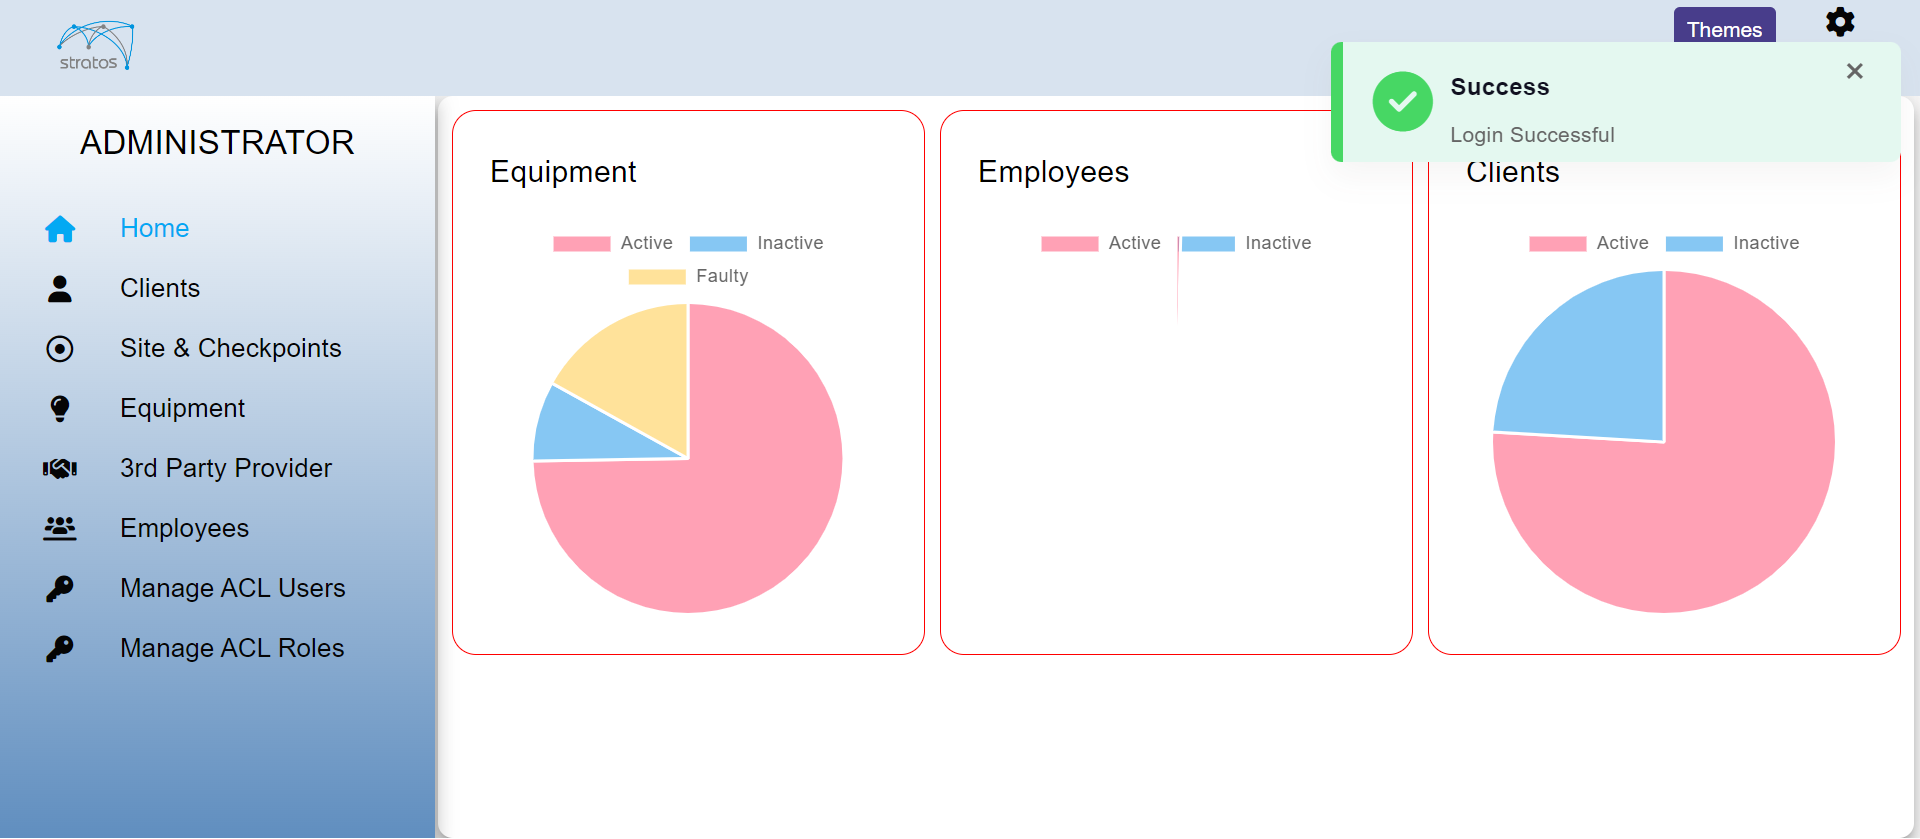 stratos
Themes
Success
Login Successful
ADMINISTRATOR
Home
Clients
Site & Checkpoints
Equipment
3rd Party Provider
Employees
Manage ACL Users
Manage ACL Roles
Equipment
Active Inactive
Faulty
Employees
Active Inactive
Clients
Active Inactive